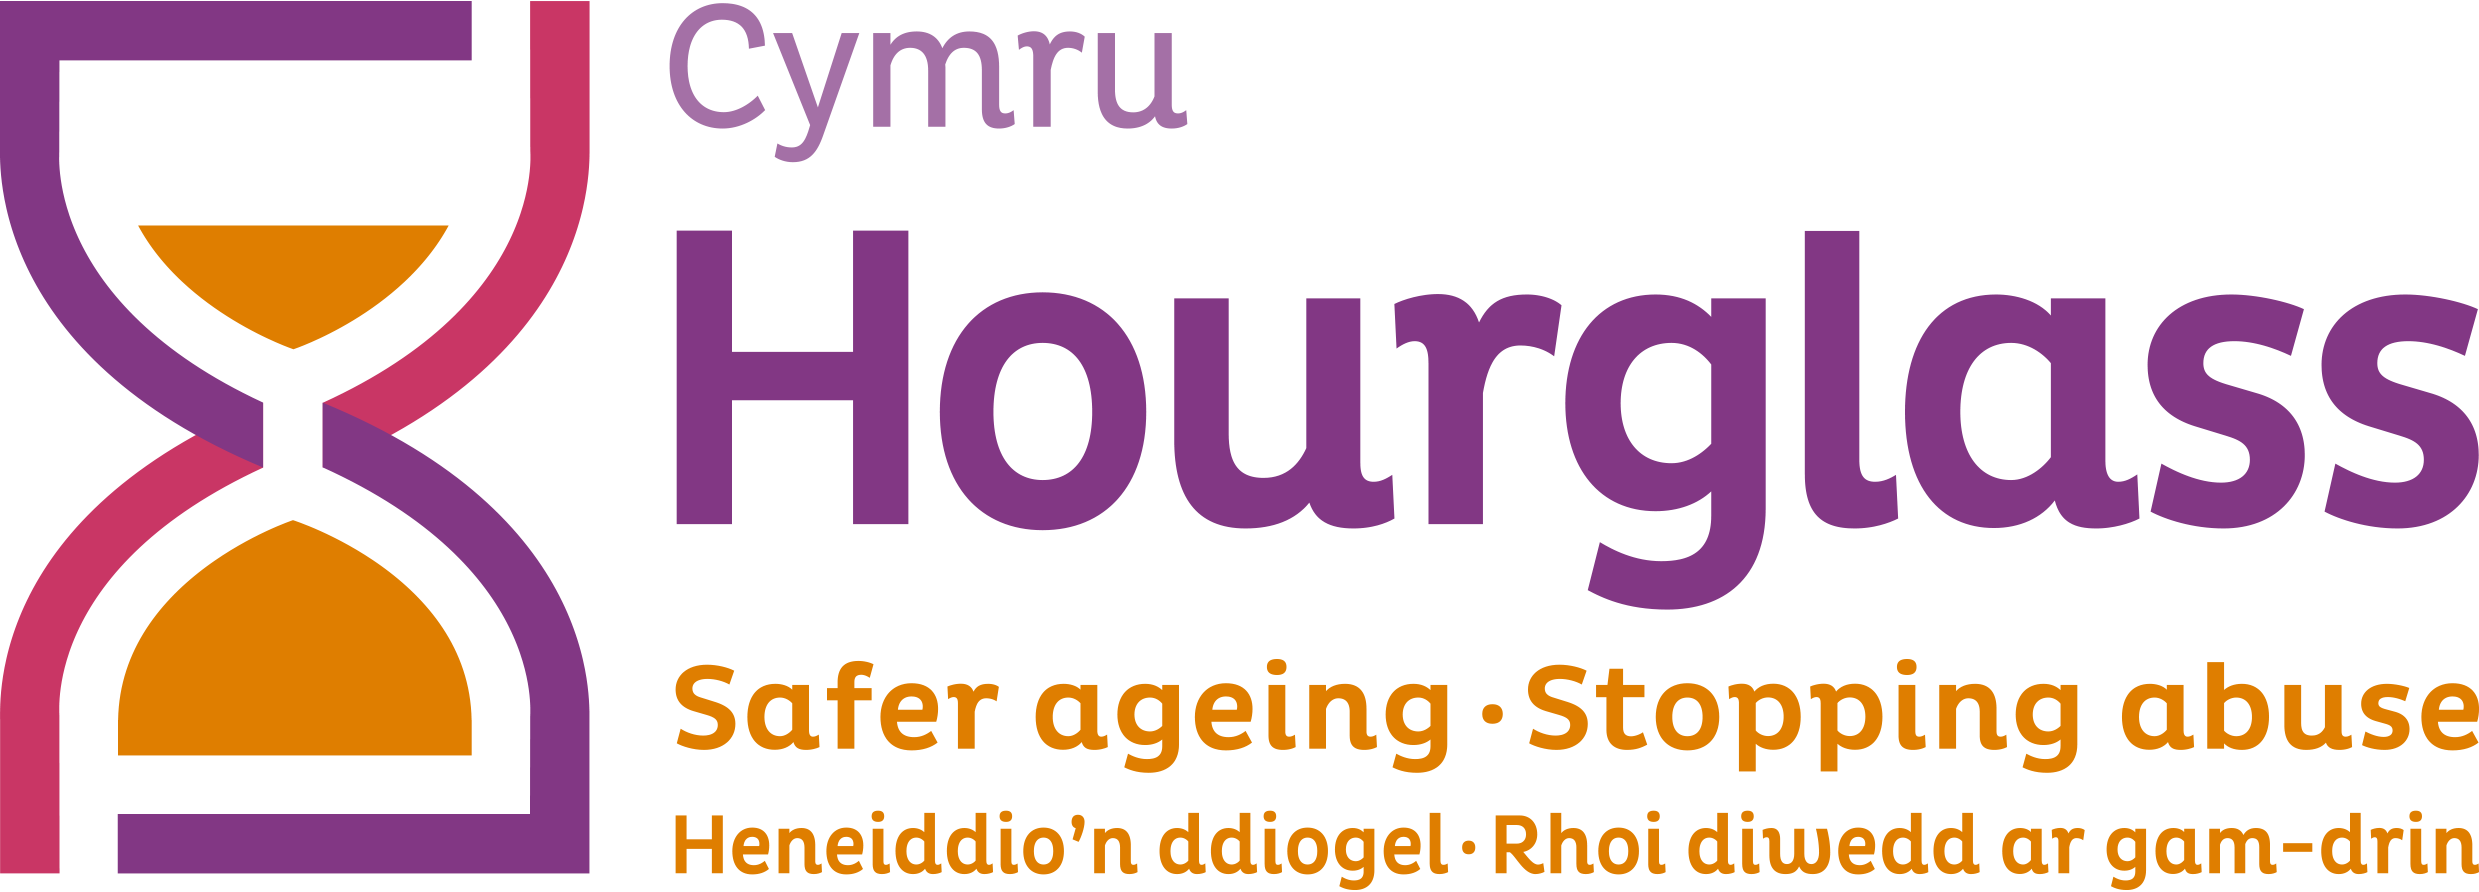 Cymru
Hourglass
Safer ageing · Stopping abuse
Heneiddio’n ddiogel · Rhoi diwedd ar gam-drin